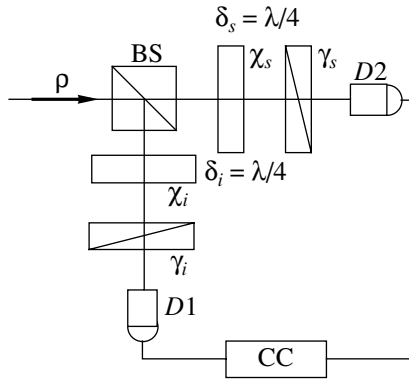 δs = λ/4
BS
χs
γs
D2
ρ
δi = λ/4
χi
γi
D1
CC